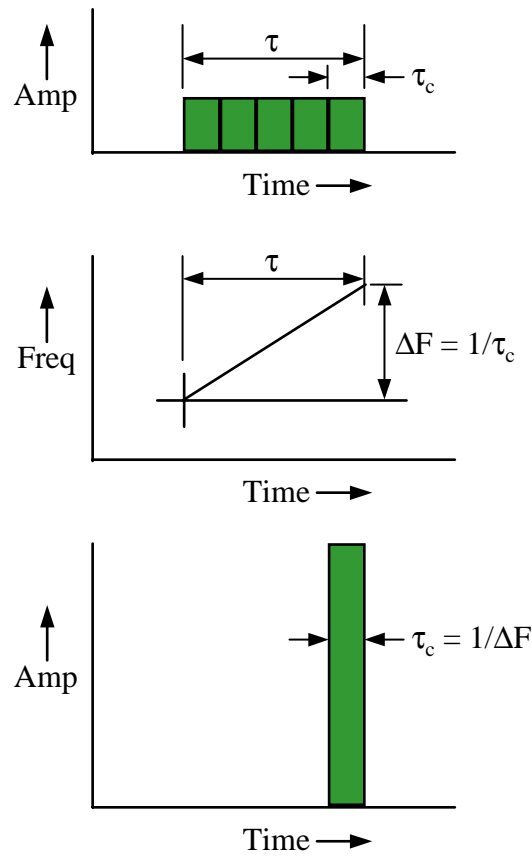 τ
τc
Amp
Time
τ
Freq
ΔF = 1/τc
Time
τc = 1/ΔF
Amp
Time